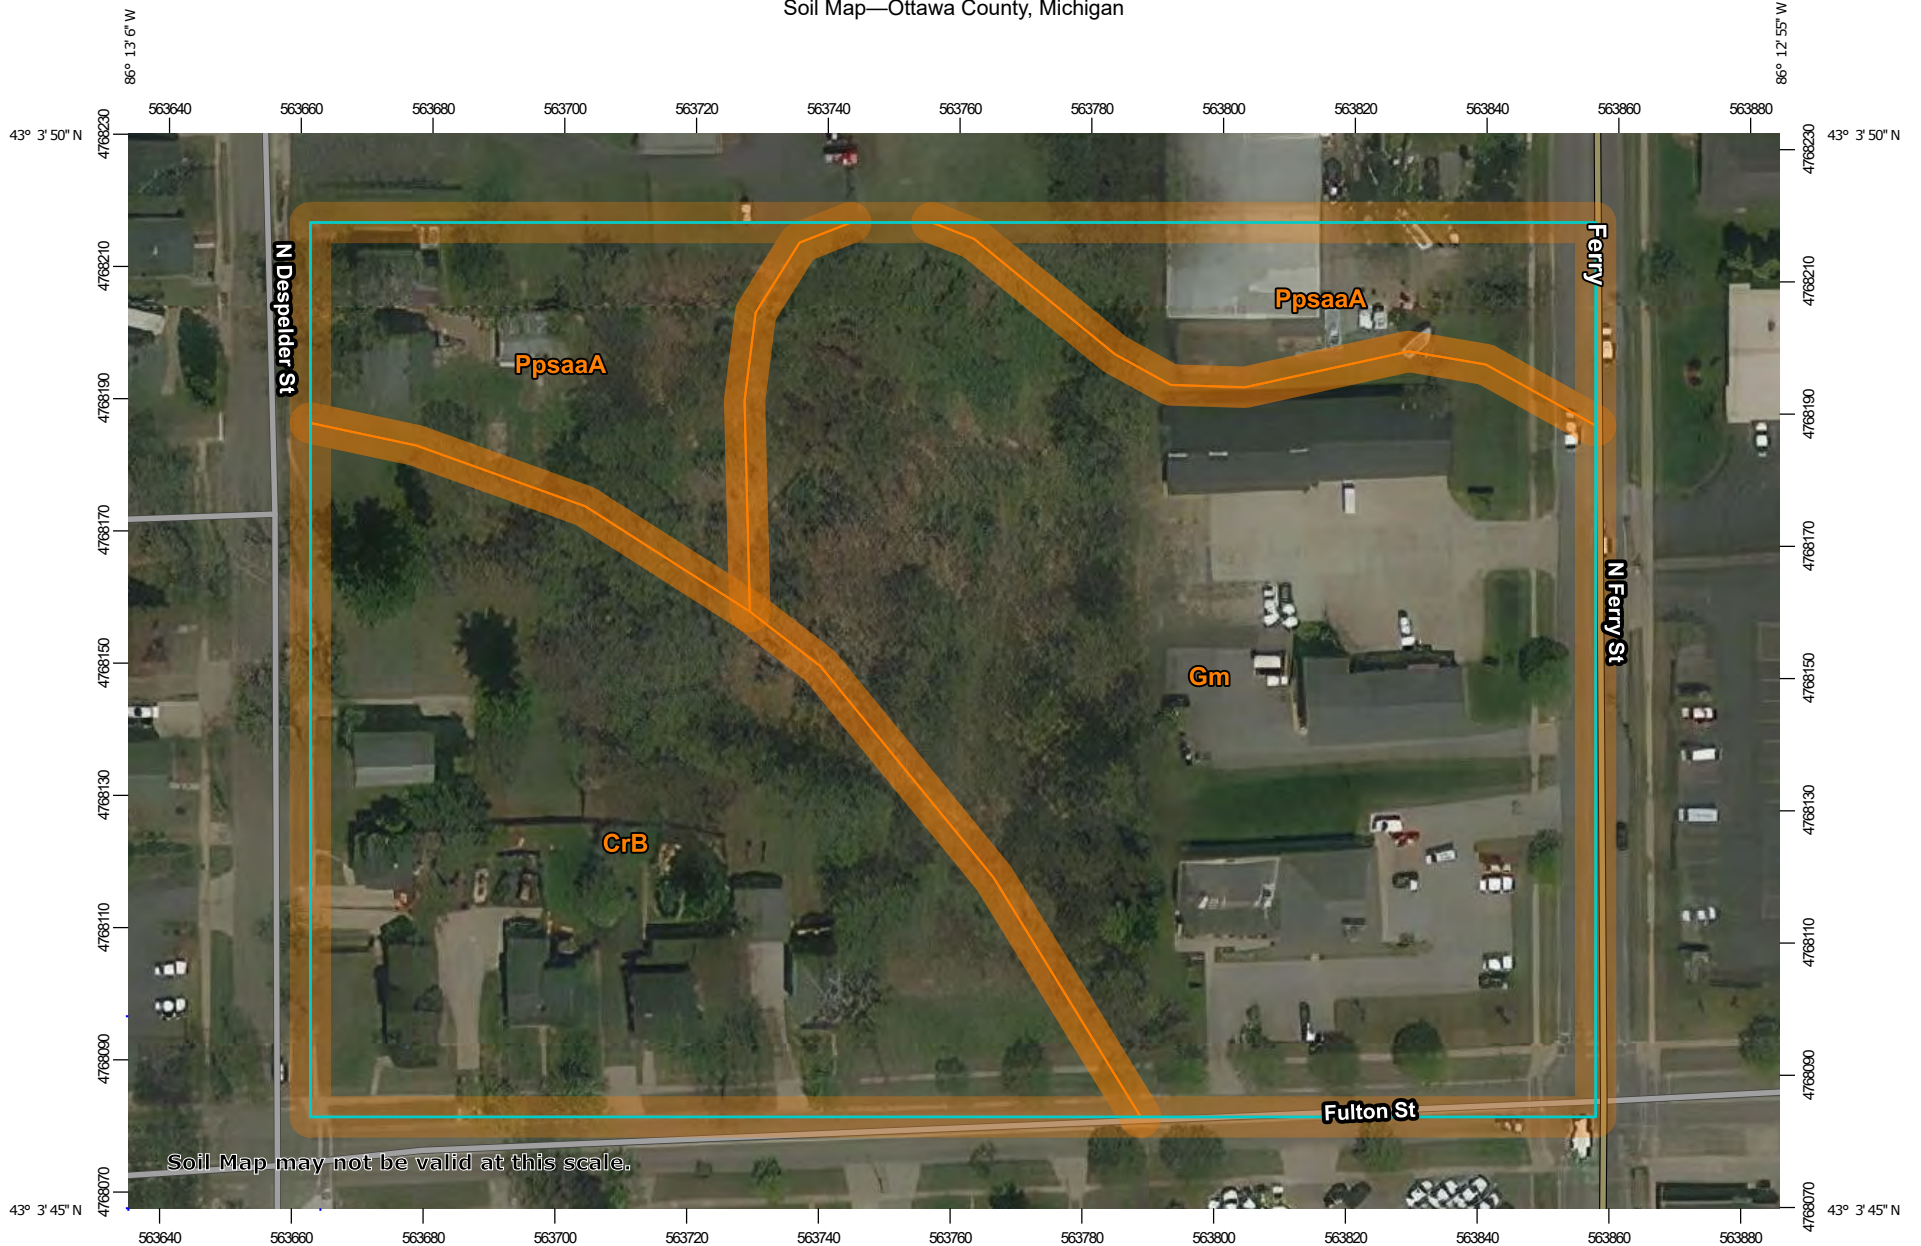 Soil Map—Ottawa County, Michigan
86° 13' 6" W
86° 12' 55" W
563640 563660 563680 563700 563720 563740 563760 563780 563800 563820 563840 563860 563880
43° 3' 50" N
43° 3' 50" N
4768230
4768230
N Despelder St
Ferry
4768210
4768210
PpsaaA
PpsaaA
4768190
4768190
4768170
4768170
N Ferry St
4768150
4768150
Gm
4768130
4768130
CrB
4768110
4768110
4768090
4768090
Fulton St
Soil Map may not be valid at this scale.
4768070
4768070
43° 3' 45" N
43° 3' 45" N
563640 563660 563680 563700 563720 563740 563760 563780 563800 563820 563840 563860 563880